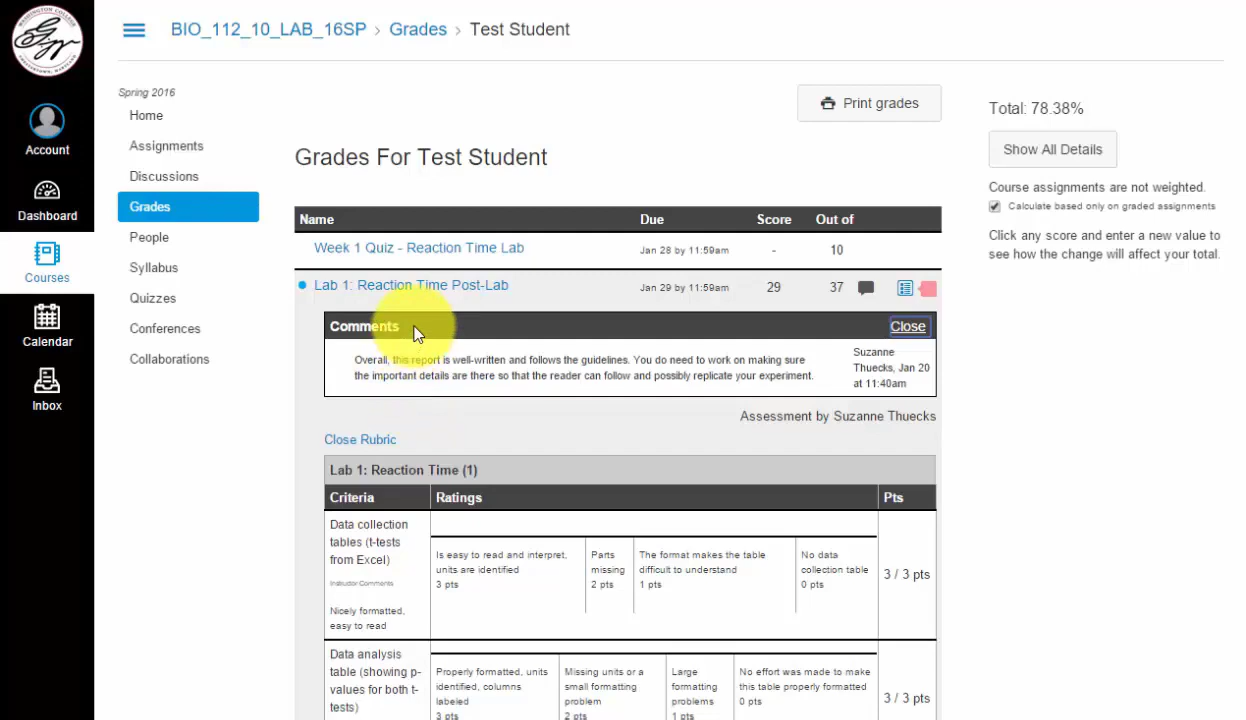 WASHINGTON COLLEGE
CHESTERTOWN, MARYLAND
BIO_112_10_LAB_16SP › Grades › Test Student
Account
Dashboard
Courses
Calendar
Inbox
Spring 2016
Home
Assignments
Discussions
Grades
People
Syllabus
Quizzes
Conferences
Collaborations
Print grades
Grades For Test Student
Name Due Score Out of
Week 1 Quiz - Reaction Time Lab Jan 28 by 11:59am - 10
Lab 1: Reaction Time Post-Lab Jan 29 by 11:59am 29 37
Comments Close
Overall, this report is well-written and follows the guidelines. You do need to work on making sure
the important details are there so that the reader can follow and possibly replicate your experiment.
Suzanne
Thuecks, Jan 20
at 11:40am
Assessment by Suzanne Thuecks
Close Rubric
Lab 1: Reaction Time (1)
Criteria Ratings Pts
Data collection
tables (t-tests
from Excel)
Instructor Comments
Nicely formatted,
easy to read
Is easy to read and interpret,
units are identified
3 pts
Parts
missing
2 pts
The format makes the table
difficult to understand
1 pts
No data
collection table
0 pts
3 / 3 pts
Data analysis
table (showing p-
values for both t-
tests)
Properly formatted, units
identified, columns
labeled
3 pts
Missing units or a
small formatting
problem
2 pts
Large
formatting
problems
1 pts
No effort was made to make
this table properly formatted
0 pts
3 / 3 pts
Total: 78.38%
Show All Details
Course assignments are not weighted.
Calculate based only on graded assignments
Click any score and enter a new value to
see how the change will affect your total.